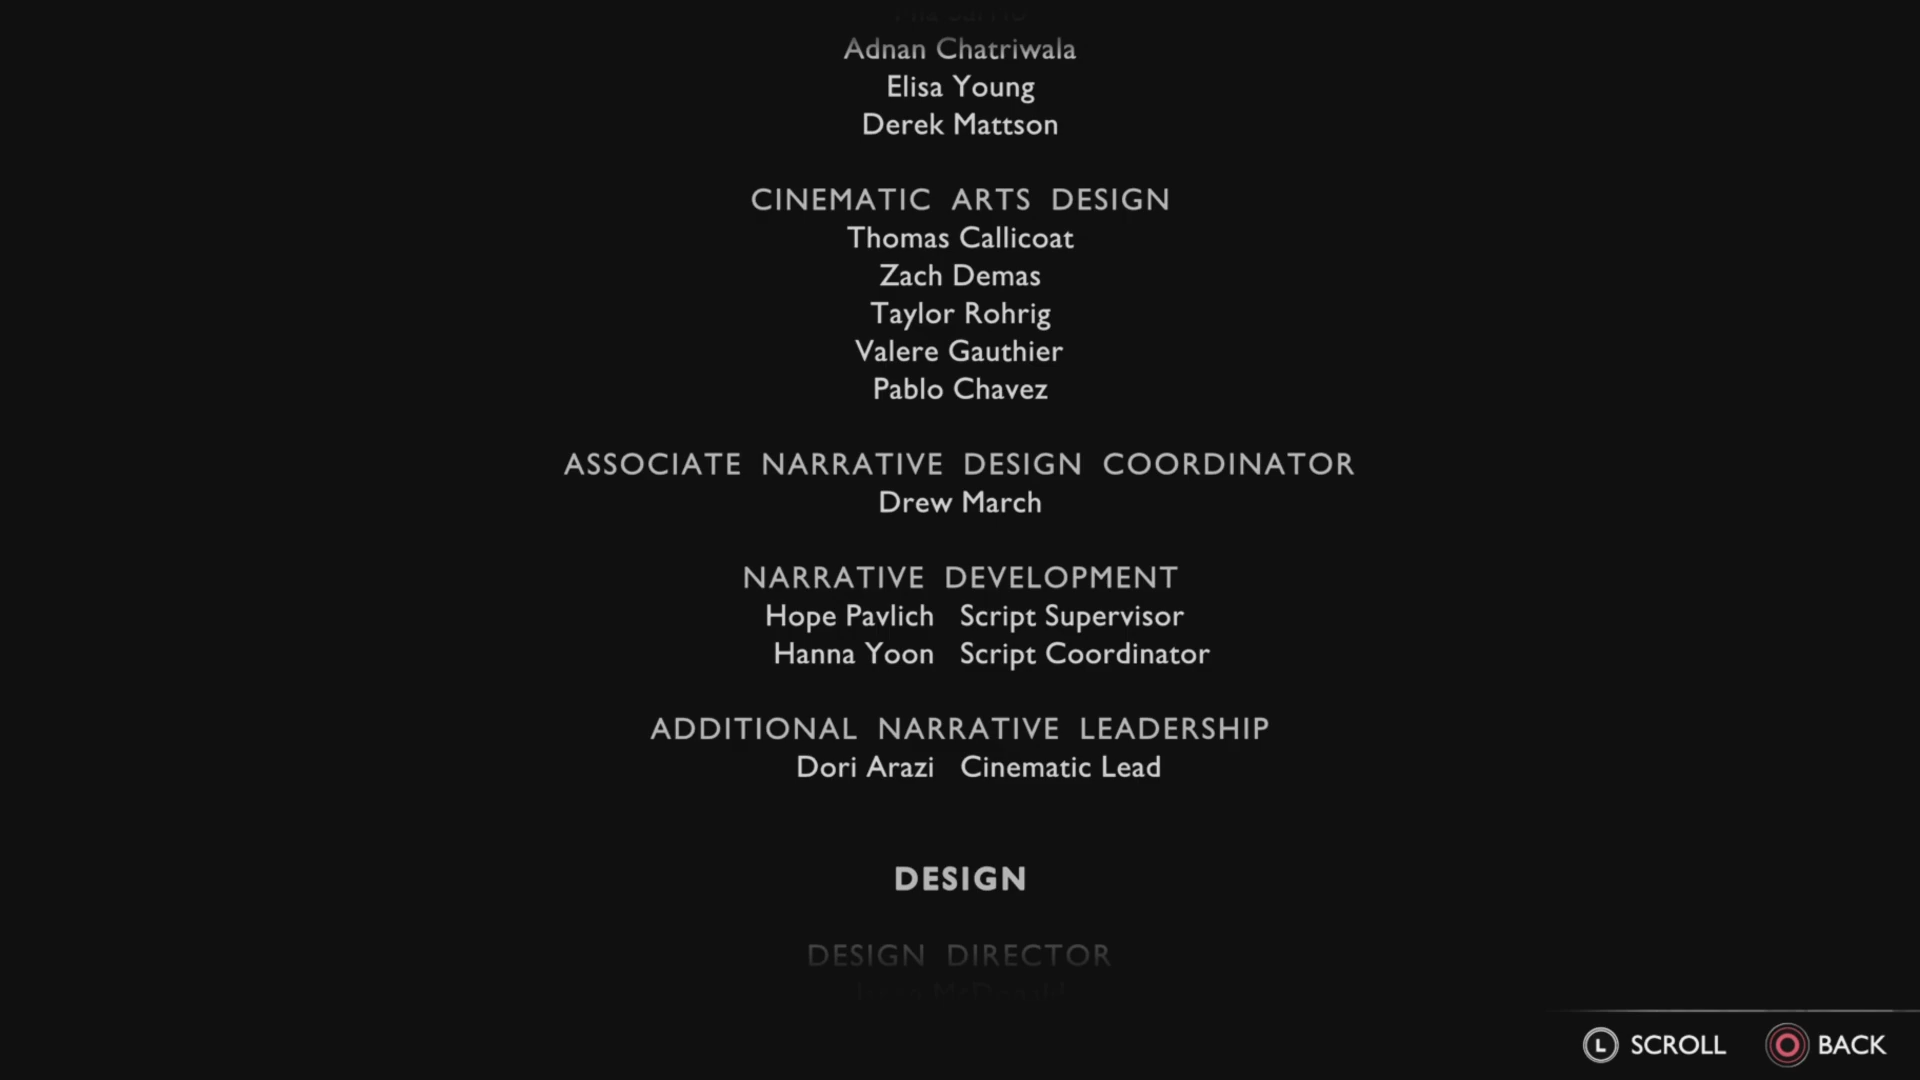 Adnan Chatriwala
Elisa Young
Derek Mattson
CINEMATIC ARTS DESIGN
Thomas Callicoat
Zach Demas
Taylor Rohrig
Valere Gauthier
Pablo Chavez
ASSOCIATE NARRATIVE DESIGN COORDINATOR
Drew March
NARRATIVE DEVELOPMENT
Hope Pavlich Script Supervisor
Hanna Yoon Script Coordinator
ADDITIONAL NARRATIVE LEADERSHIP
Dori Arazi Cinematic Lead
DESIGN
DESIGN DIRECTOR
L SCROLL BACK